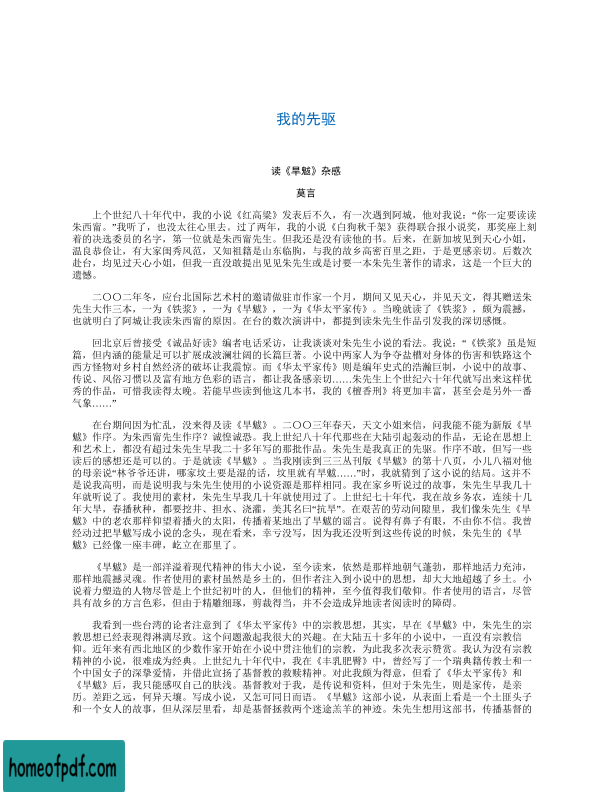 我的先驱
读《旱魃》杂感
莫言
上个世纪八十年代中，我的小说《红高粱》发表后不久，有一次遇到阿城，他对我说：“你一定要读读
朱西甯。”我听了，也没太往心里去。过了两年，我的小说《白狗秋千架》获得联合报小说奖，那奖座上刻
着的决选委员的名字，第一位就是朱西甯先生。但我还是没有读他的书。后来，在新加坡见到天心小姐，
温良恭俭让，有大家闺秀风范，又知祖籍是山东临朐，与我的故乡高密百里之距，于是更感亲切。后数次
赴台，均见过天心小姐，但我一直没敢提出见见朱先生或是讨要一本朱先生著作的请求，这是一个巨大的
遗憾。
二〇〇二年冬，应台北国际艺术村的邀请做驻市作家一个月，期间又见天心，并见天文，得其赠送朱
先生大作三本，一为《铁浆》，一为《旱魃》，一为《华太平家传》。当晚就读了《铁浆》，颇为震撼，
也就明白了阿城让我读朱西甯的原因。在台的数次演讲中，都提到读朱先生作品引发我的深切感慨。
回北京后曾接受《诚品好读》编者电话采访，让我谈谈对朱先生小说的看法。我说：“《铁浆》虽是短
篇，但内涵的能量足可以扩展成波澜壮阔的长篇巨著。小说中两家人为争夺盐槽对身体的伤害和铁路这个
西方怪物对乡村自然经济的破坏让我震惊。而《华太平家传》则是编年史式的浩瀚巨制，小说中的故事、
传说、风俗习惯以及富有地方色彩的语言，都让我备感亲切……朱先生上个世纪六十年代就写出来这样优
秀的作品，可惜我读得太晚。若能早些读到他这几本书，我的《檀香刑》将更加丰富，甚至会是另外一番
气象……”
在台期间因为忙乱，没来得及读《旱魃》。二〇〇三年春天，天文小姐来信，问我能不能为新版《旱
魃》作序。为朱西甯先生作序？诚惶诚恐。我上世纪八十年代那些在大陆引起轰动的作品，无论在思想上
和艺术上，都没有超过朱先生早我二十多年写的那批作品。朱先生是我真正的先驱。作序不敢，但写一些
读后的感想还是可以的。于是就读《旱魃》。当我刚读到三三丛刊版《旱魃》的第十八页，小儿八福对他
的母亲说“林爷爷还讲，哪家坟土要是湿的话，坟里就有旱魃……”时，我就猜到了这小说的结局。这并不
是说我高明，而是说明我与朱先生使用的小说资源是那样相同。我在家乡听说过的故事，朱先生早我几十
年就听说了。我使用的素材，朱先生早我几十年就使用过了。上世纪七十年代，我在故乡务农，连续十几
年大旱，春播秋种，都要挖井、担水、浇灌，美其名曰“抗旱”。在艰苦的劳动间隙里，我们像朱先生《旱
魃》中的老农那样仰望着播火的太阳，传播着某地出了旱魃的谣言。说得有鼻子有眼，不由你不信。我曾
经动过把旱魃写成小说的念头，现在看来，幸亏没写，因为我还没听到这些传说的时候，朱先生的《旱
魃》已经像一座丰碑，屹立在那里了。
《旱魃》是一部洋溢着现代精神的伟大小说，至今读来，依然是那样地朝气蓬勃，那样地活力充沛，
那样地震撼灵魂。作者使用的素材虽然是乡土的，但作者注入到小说中的思想，却大大地超越了乡土。小
说着力塑造的人物尽管是上个世纪初叶的人，但他们的精神，至今值得我们敬仰。作者使用的语言，尽管
具有故乡的方言色彩，但由于精雕细琢，剪裁得当，并不会造成异地读者阅读时的障碍。
我看到一些台湾的论者注意到了《华太平家传》中的宗教思想，其实，早在《旱魃》中，朱先生的宗
教思想已经表现得淋漓尽致。这个问题激起我很大的兴趣。在大陆五十多年的小说中，一直没有宗教信
仰。近年来有西北地区的少数作家开始在小说中贯注他们的宗教，为此我多次表示赞赏。我认为没有宗教
精神的小说，很难成为经典。上世纪九十年代中，我在《丰乳肥臀》中，曾经写了一个瑞典籍传教士和一
个中国女子的深挚爱情，并借此宣扬了基督教的救赎精神。对此我颇为得意，但看了《华太平家传》和
《旱魃》后，我只能感叹自己的肤浅。基督教对于我，是传说和资料，但对于朱先生，则是家传，是亲
历。差距之远，何异天壤。写成小说，又怎可同日而语。《旱魃》这部小说，从表面上看是一个土匪头子
和一个女人的故事，但从深层里看，却是基督拯救两个迷途羔羊的神迹。朱先生想用这部书，传播基督的
homeofpdf.com